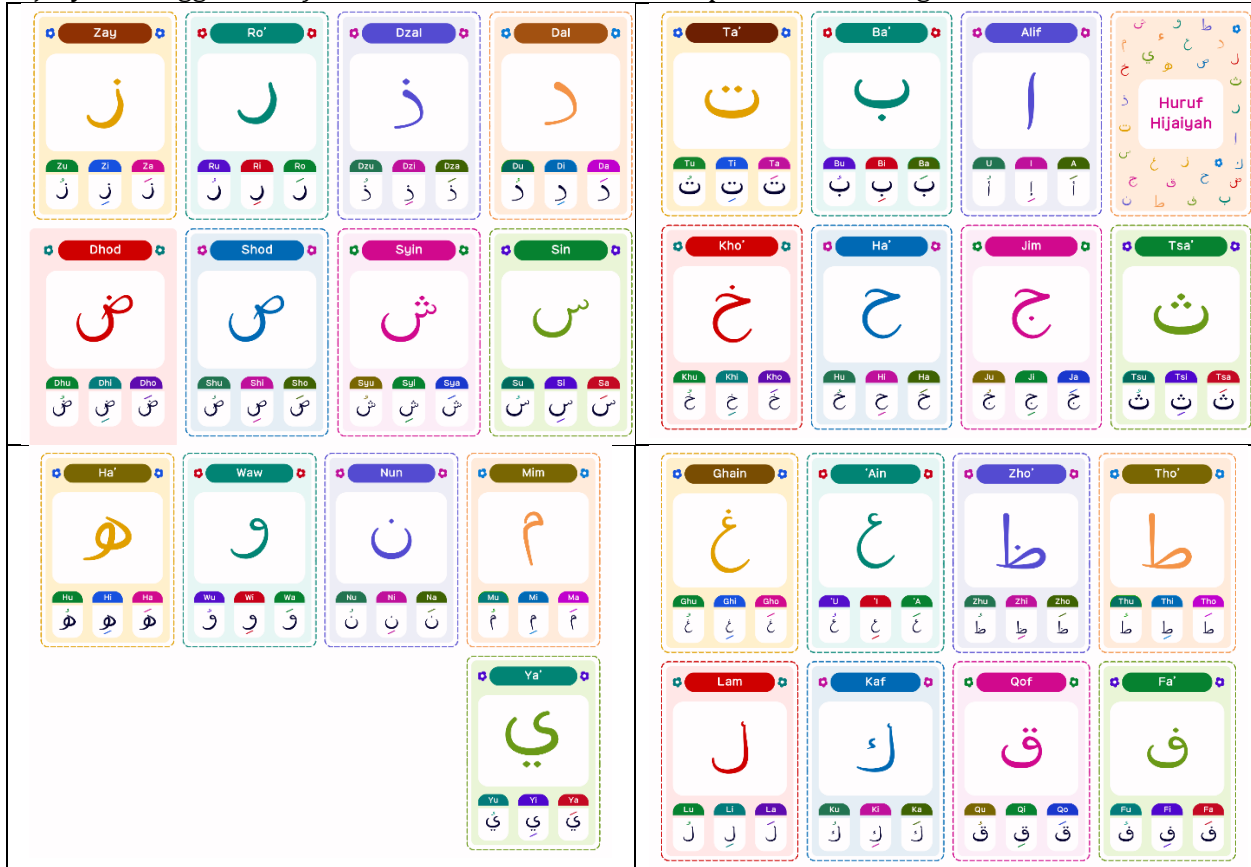 Zay Ro’ Dzal Dal
ز ر ذ د
Zu Zi Za Ru Ri Ro Dzu Dzi Dza Du Di Da
زُ زِ زَ رُ رِ رَ ذُ ذِ ذَ دُ دِ دَ
Dhod Shod Syin Sin
ض ص ش س
Dhu Dhi Dho Shu Shi Sho Syu Syi Sya Su Si Sa
ضُ ضِ ضَ صُ صِ صَ شُ شِ شَ سُ سِ سَ
Ta’ Ba’ Alif
ت ب ا
Huruf
Hijaiyah
Tu Ti Ta Bu Bi Ba U I A
تُ تِ تَ بُ بِ بَ أُ إِ أَ
Kho’ Ha’ Jim Tsa’
خ ح ج ث
Khu Khi Kho Hu Hi Ha Ju Ji Ja Tsu Tsi Tsa
خُ خِ خَ حُ حِ حَ جُ جِ جَ ثُ ثِ ثَ
Ha’ Waw Nun Mim
ه و ن م
Hu Hi Ha Wu Wi Wa Nu Ni Na Mu Mi Ma
هُ هِ هَ وُ وِ وَ نُ نِ نَ مُ مِ مَ
Ya’
ي
Yu Yi Ya
يُ يِ يَ
Ghain ‘Ain Zho’ Tho’
غ ع ظ ط
Ghu Ghi Gho ‘U ‘I ‘A Zhu Zhi Zho Thu Thi Tho
غُ غِ غَ عُ عِ عَ ظُ ظِ ظَ طُ طِ طَ
Lam Kaf Qof Fa’
ل ك ق ف
Lu Li La Ku Ki Ka Qu Qi Qo Fu Fi Fa
لُ لِ لَ كُ كِ كَ قُ قِ قَ فُ فِ فَ